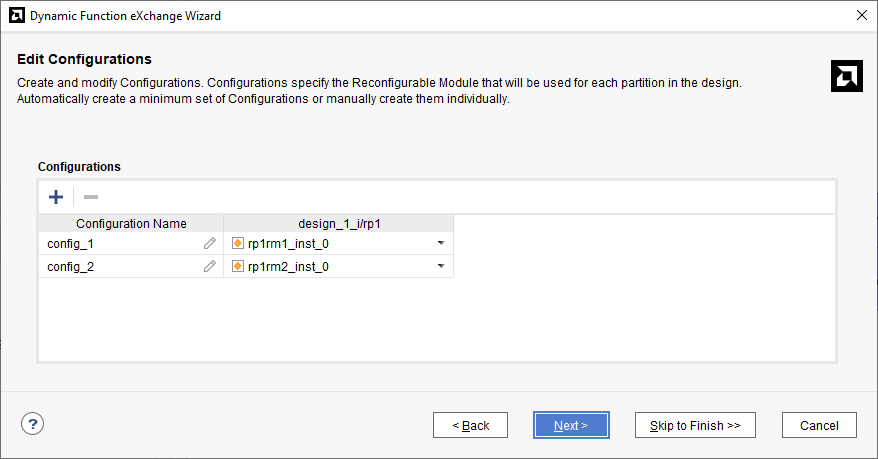 Dynamic Function eXchange Wizard
Edit Configurations
Create and modify Configurations. Configurations specify the Reconfigurable Module that will be used for each partition in the design.
Automatically create a minimum set of Configurations or manually create them individually.
Configurations
Configuration Name design_1_i/rp1
config_1 rp1rm1_inst_0
config_2 rp1rm2_inst_0
? < Back Next > Skip to Finish >> Cancel